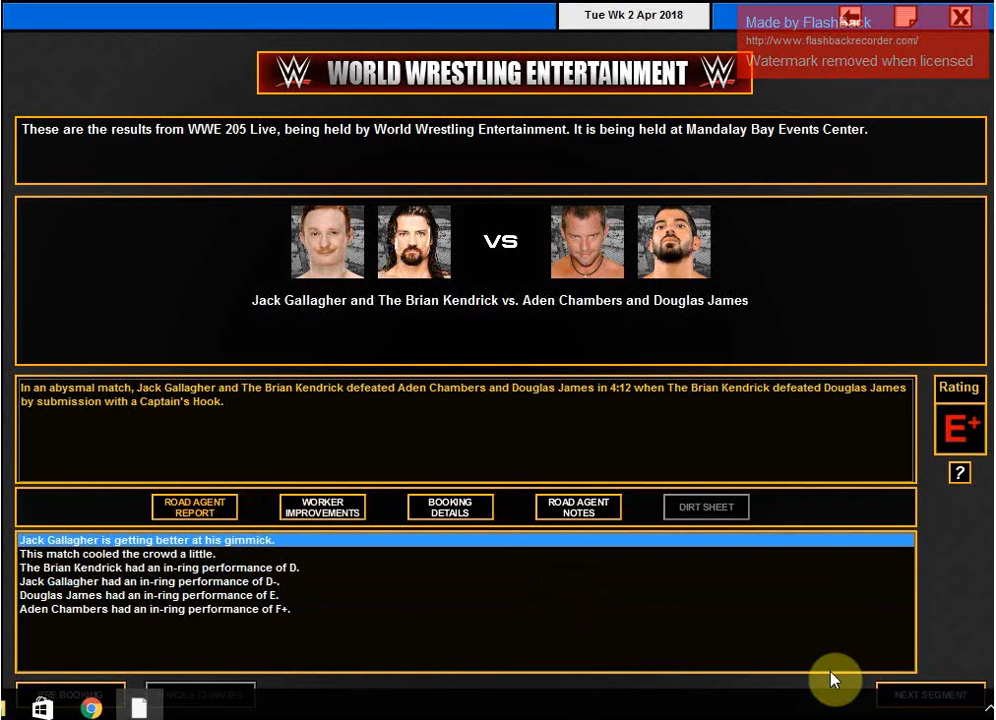 Tue Wk 2 Apr 2018
Made by FlashBack
http://www.flashbackrecorder.com/
Watermark removed when licensed
WORLD WRESTLING ENTERTAINMENT
These are the results from WWE 205 Live, being held by World Wrestling Entertainment. It is being held at Mandalay Bay Events Center.
VS
Jack Gallagher and The Brian Kendrick vs. Aden Chambers and Douglas James
In an abysmal match, Jack Gallagher and The Brian Kendrick defeated Aden Chambers and Douglas James in 4:12 when The Brian Kendrick defeated Douglas James
by submission with a Captain's Hook.
Rating
E+
?
ROAD AGENT REPORT
WORKER IMPROVEMENTS
BOOKING DETAILS
ROAD AGENT NOTES
DIRT SHEET
Jack Gallagher is getting better at his gimmick.
This match cooled the crowd a little.
The Brian Kendrick had an in-ring performance of D.
Jack Gallagher had an in-ring performance of D-.
Douglas James had an in-ring performance of E.
Aden Chambers had an in-ring performance of F+.
NEXT SEGMENT